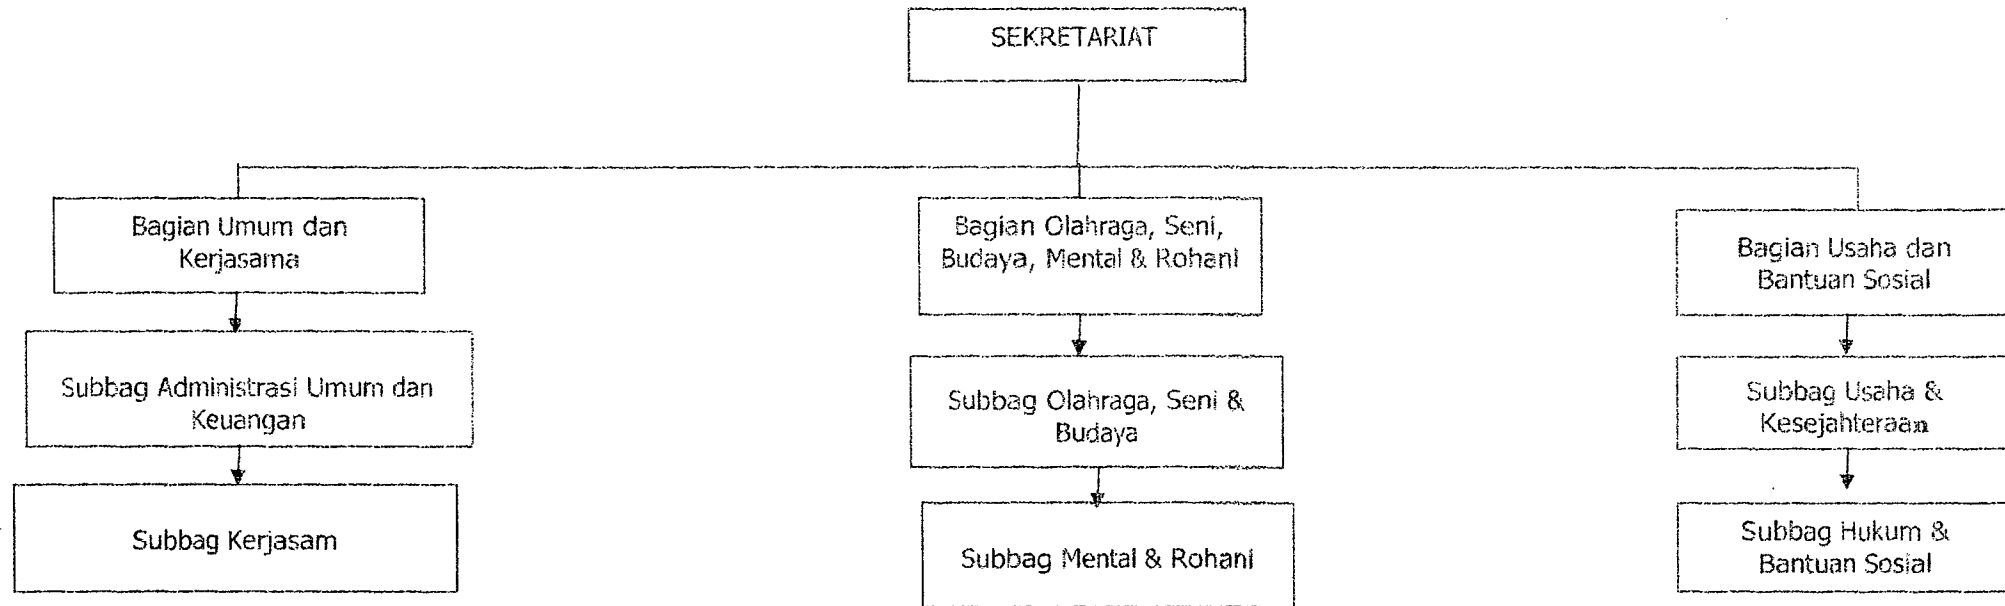 SEKRETARIAT
Bagian Umum dan
Kerjasama
Bagian Olahraga, Seni,
Budaya, Mental & Rohani
Bagian Usaha dan
Bantuan Sosial
Subbag Administrasi Umum dan
Keuangan
Subbag Olahraga, Seni &
Budaya
Subbag Usaha &
Kesejahteraan
Subbag Kerjasam
Subbag Mental & Rohani
Subbag Hukum &
Bantuan Sosial